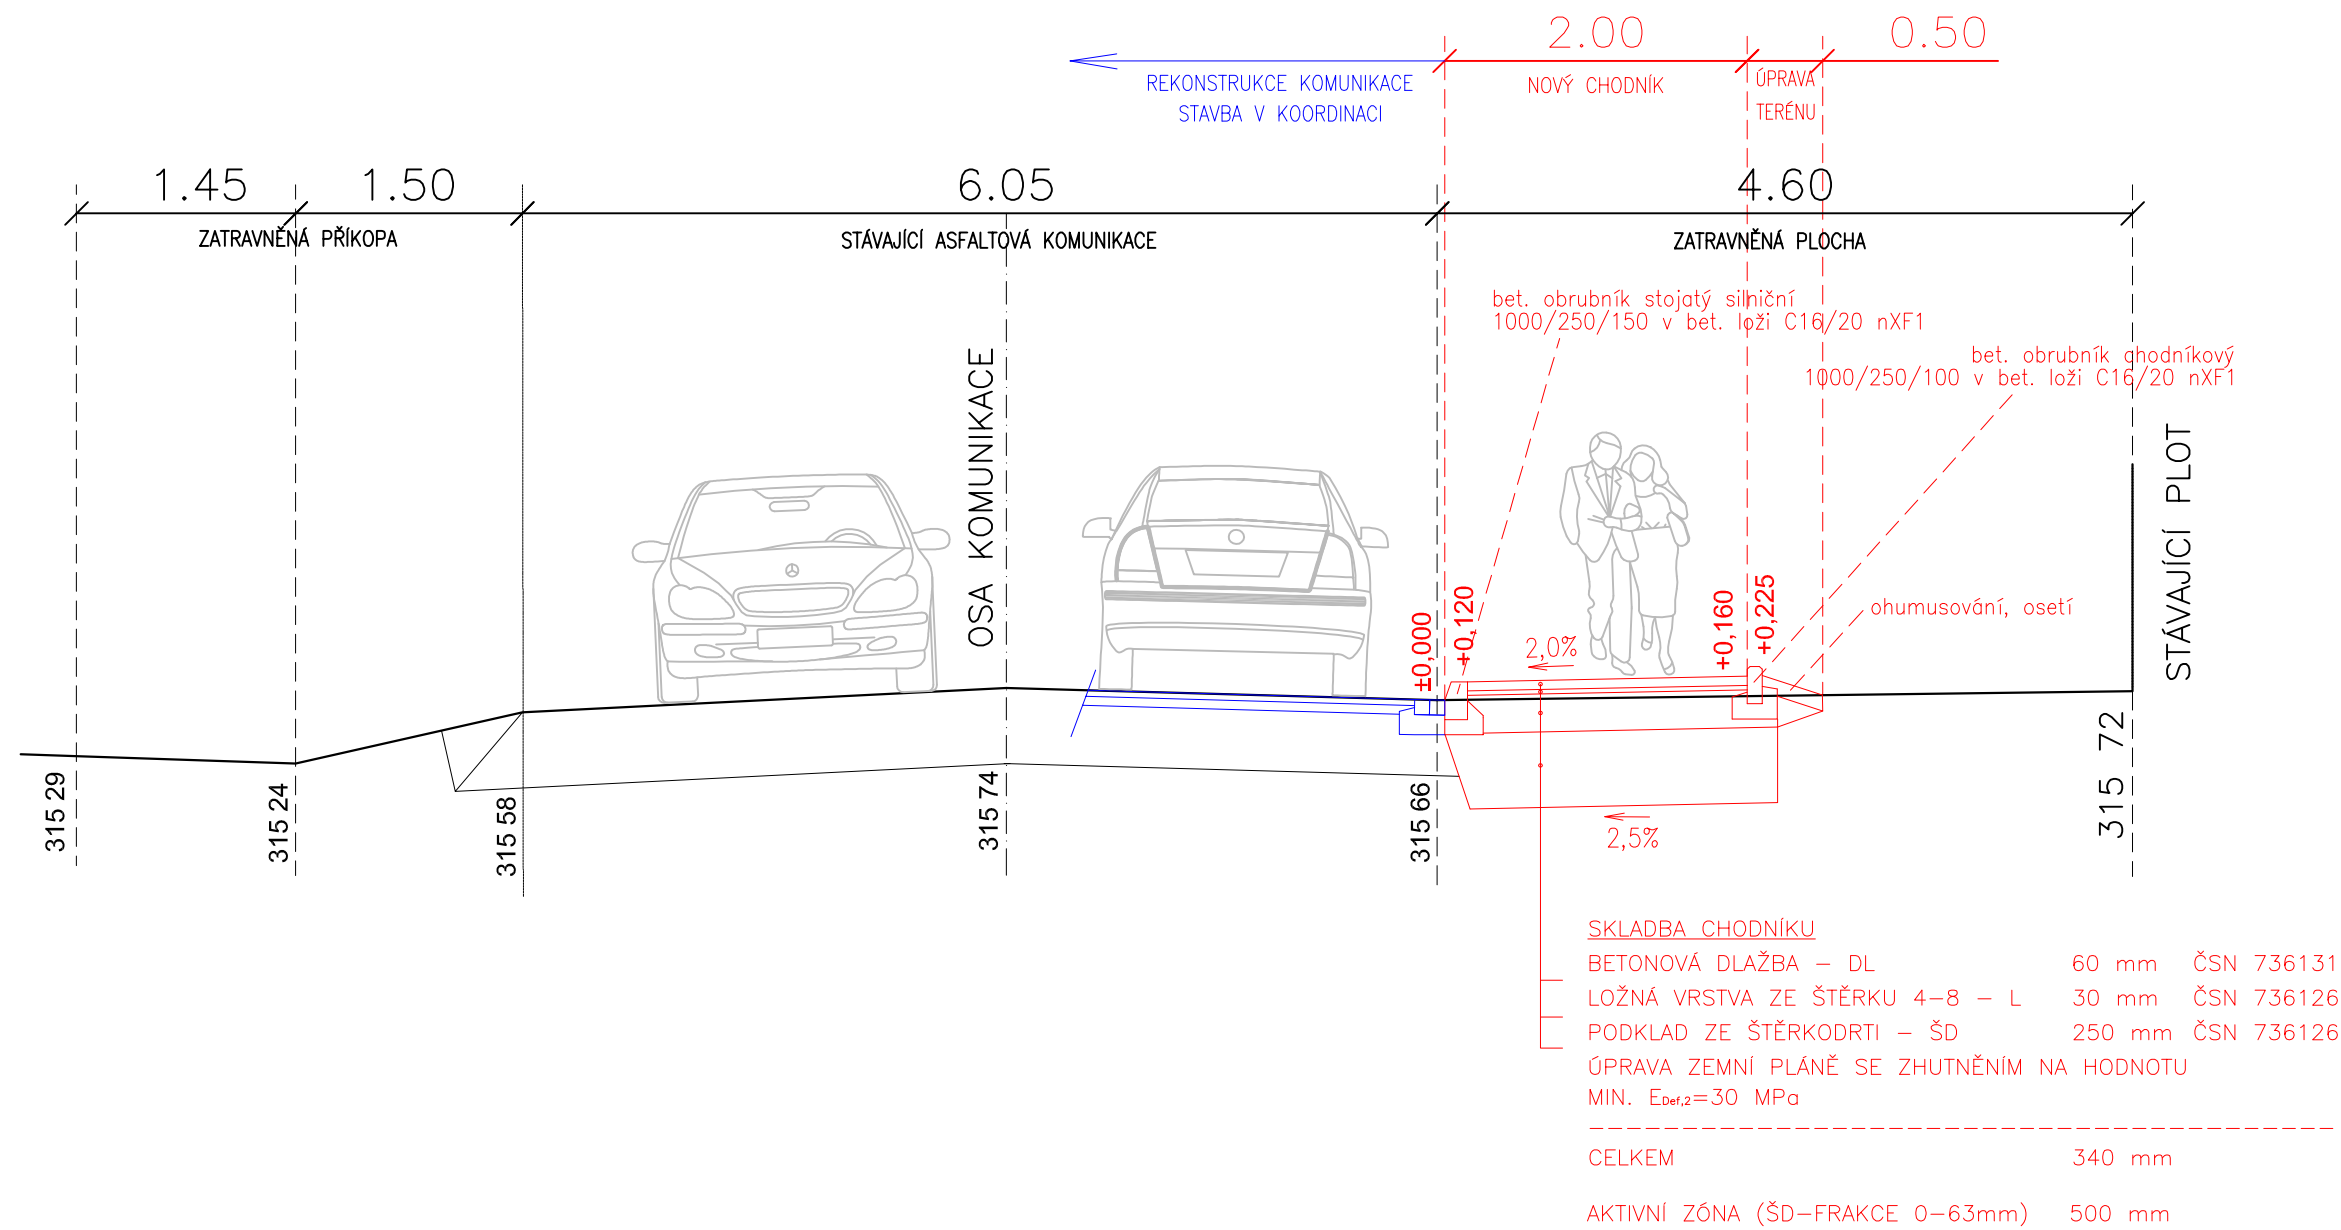 2.00
0.50
REKONSTRUKCE KOMUNIKACE
STAVBA V KOORDINACI
NOVÝ CHODNÍK
ÚPRAVA
TERÉNU
1.45
1.50
6.05
4.60
ZATRAVNĚNÁ PŘÍKOPA
STÁVAJÍCÍ ASFALTOVÁ KOMUNIKACE
ZATRAVNĚNÁ PLOCHA
bet. obrubník stojatý silniční
1000/250/150 v bet. loži C16/20 nXF1
bet. obrubník chodníkový
1000/250/100 v bet. loži C16/20 nXF1
OSA KOMUNIKACE
STÁVAJÍCÍ PLOT
±0,000
+0,120
2,0%
+0,160
+0,225
ohumusování, osetí
315 29
315 24
315 58
315 74
315 66
315 72
2,5%
SKLADBA CHODNÍKU
BETONOVÁ DLAŽBA – DL 60 mm ČSN 736131
LOŽNÁ VRSTVA ZE ŠTĚRKU 4–8 – L 30 mm ČSN 736126
PODKLAD ZE ŠTĚRKODRTI – ŠD 250 mm ČSN 736126
ÚPRAVA ZEMNÍ PLÁNĚ SE ZHUTNĚNÍM NA HODNOTU
MIN. EDef,2=30 MPa
CELKEM 340 mm
AKTIVNÍ ZÓNA (ŠD–FRAKCE 0–63mm) 500 mm